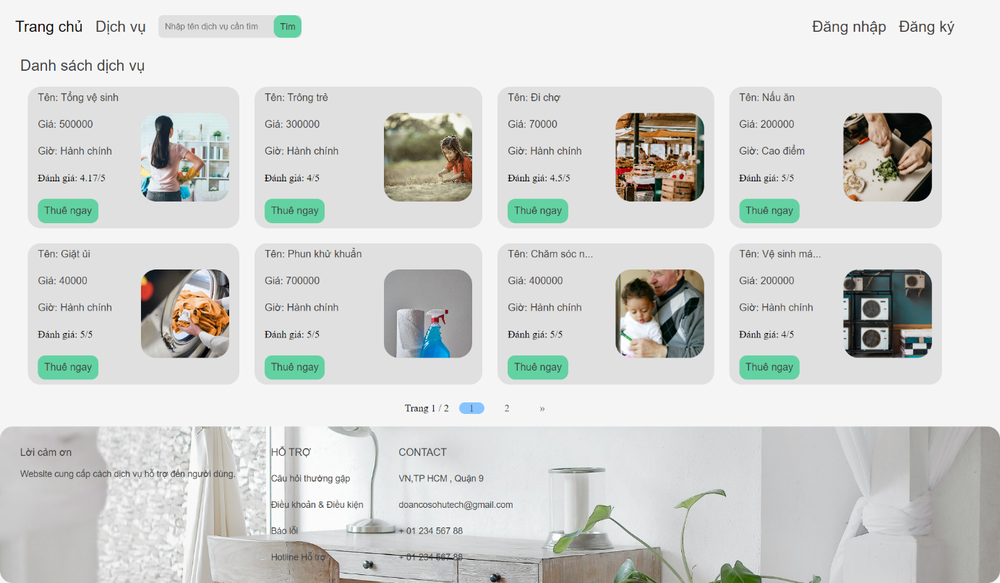 Trang chủ Dịch vụ Nhập tên dịch vụ cần tìm Tìm Đăng nhập Đăng ký
Danh sách dịch vụ
Tên: Tổng vệ sinh
Giá: 500000
Giờ: Hành chính
Đánh giá: 4.17/5
Thuê ngay
Tên: Trông trẻ
Giá: 300000
Giờ: Hành chính
Đánh giá: 4/5
Thuê ngay
Tên: Đi chợ
Giá: 70000
Giờ: Hành chính
Đánh giá: 4.5/5
Thuê ngay
Tên: Nấu ăn
Giá: 200000
Giờ: Cao điểm
Đánh giá: 5/5
Thuê ngay
Tên: Giặt ủi
Giá: 40000
Giờ: Hành chính
Đánh giá: 5/5
Thuê ngay
Tên: Phun khử khuẩn
Giá: 700000
Giờ: Hành chính
Đánh giá: 5/5
Thuê ngay
Tên: Chăm sóc n...
Giá: 400000
Giờ: Hành chính
Đánh giá: 5/5
Thuê ngay
Tên: Vệ sinh má...
Giá: 200000
Giờ: Hành chính
Đánh giá: 4/5
Thuê ngay
Trang 1 / 2 1 2 »
Lời cảm ơn
Website cung cấp cách dịch vụ hỗ trợ đến người dùng.
HỖ TRỢ
Câu hỏi thường gặp
Điều khoản & Điều kiện
Báo lỗi
Hotline Hỗ trợ
CONTACT
VN,TP HCM , Quận 9
doancosohutech@gmail.com
+ 01 234 567 88
+ 01 234 567 88